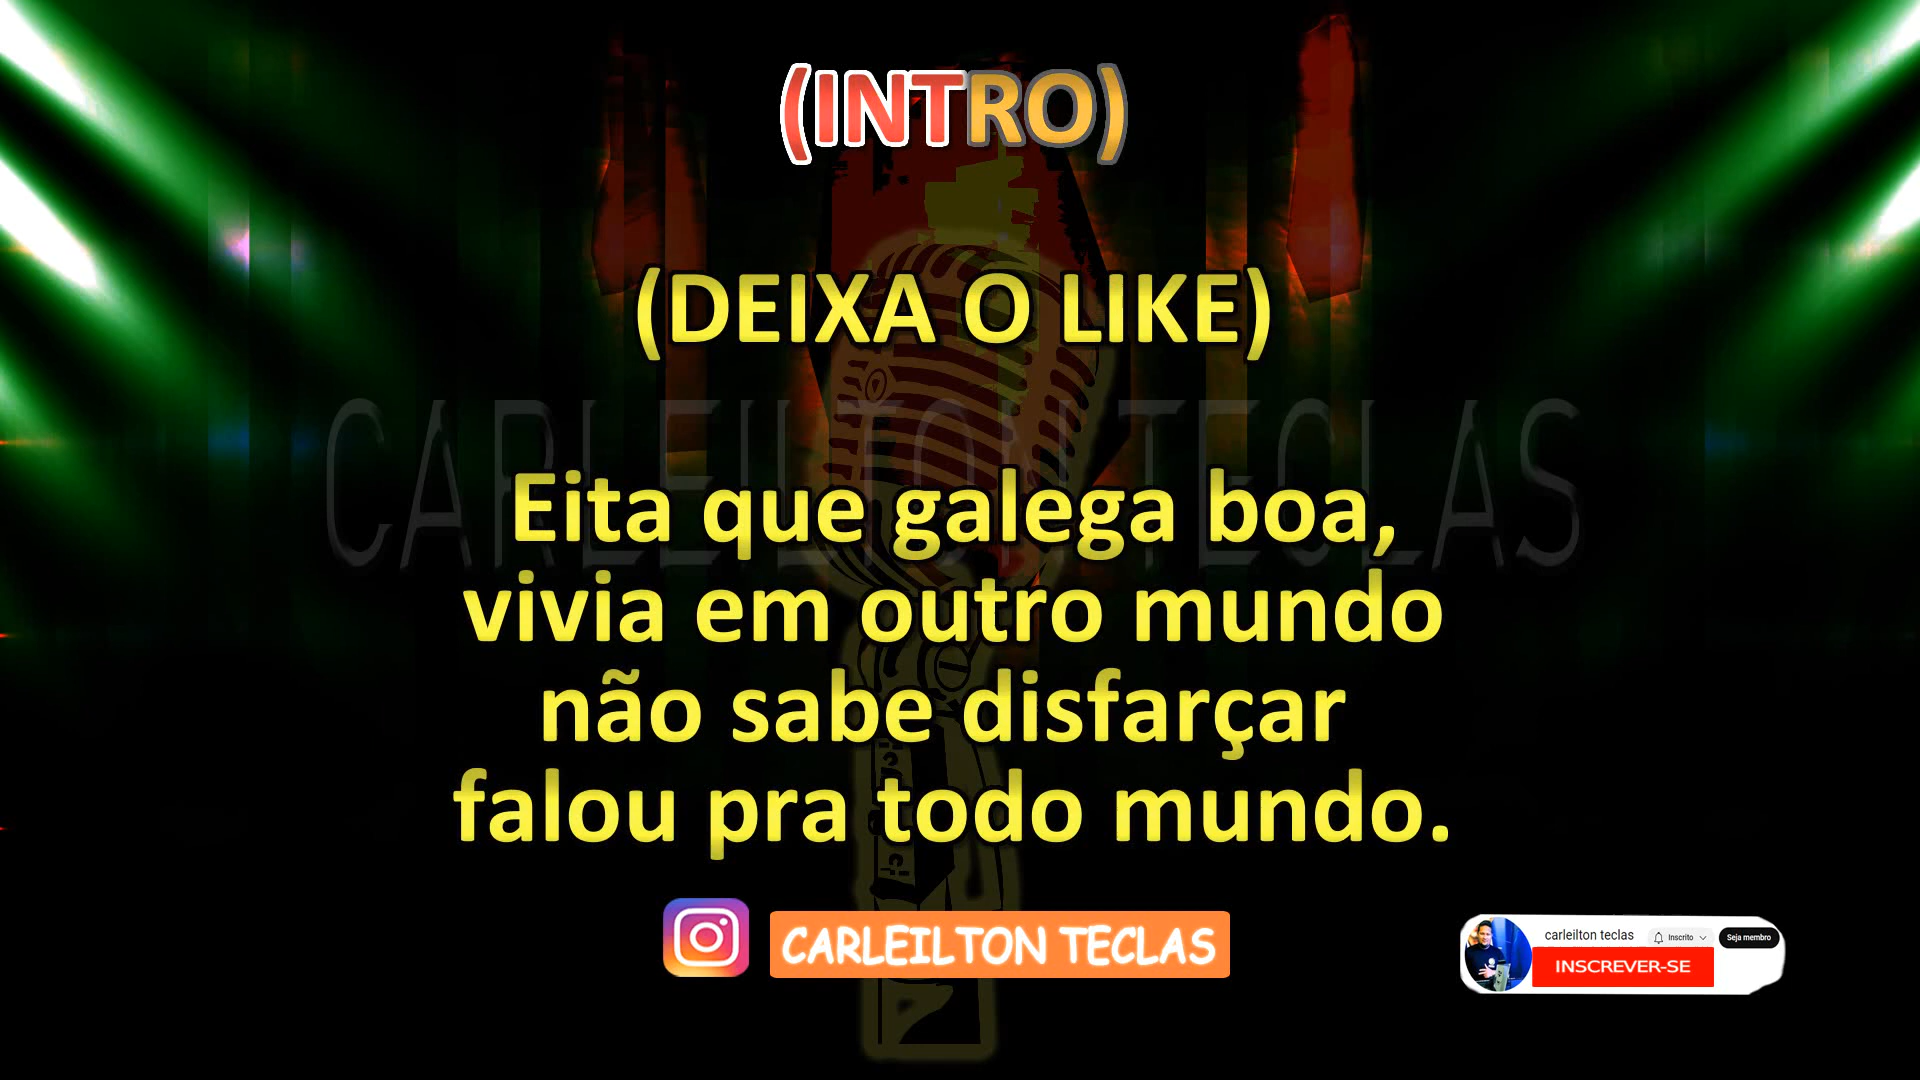 (INTRO)
(DEIXA O LIKE)
CARLEILTON TECLAS
Eita que galega boa,
vivia em outro mundo
não sabe disfarçar
falou pra todo mundo.
CARLEILTON TECLAS
carleilton teclas
Inscrito
Seja membro
INSCREVER-SE